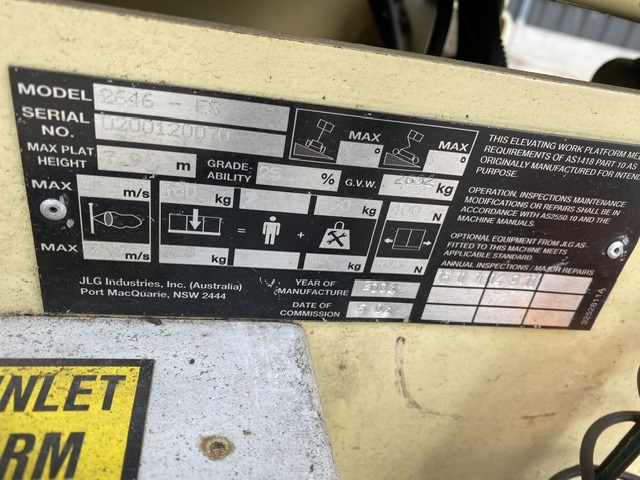 MODEL 2646 - ES
SERIAL NO. 0200120070
MAX PLAT HEIGHT m GRADE-ABILITY 25 % G.V.W. kg
MAX ° MAX °
MAX m/s kg kg N
= +
MAX m/s kg kg N
JLG Industries, Inc. (Australia)
Port MacQuarie, NSW 2444
YEAR OF MANUFACTURE
DATE OF COMMISSION
THIS ELEVATING WORK PLATFORM
REQUIREMENTS OF AS1418 PART 10 AS
ORIGINALLY MANUFACTURED FOR
PURPOSE.
OPERATION, INSPECTIONS MAINTENANCE
MODIFICATIONS OR REPAIRS SHALL BE IN
ACCORDANCE WITH AS2550.10 AND THE
MACHINE MANUALS.
OPTIONAL EQUIPMENT FROM JLG AS-
FITTED TO THIS MACHINE MEETS
APPLICABLE STANDARD.
ANNUAL INSPECTIONS / MAJOR REPAIRS
3252811A
NLET
RM